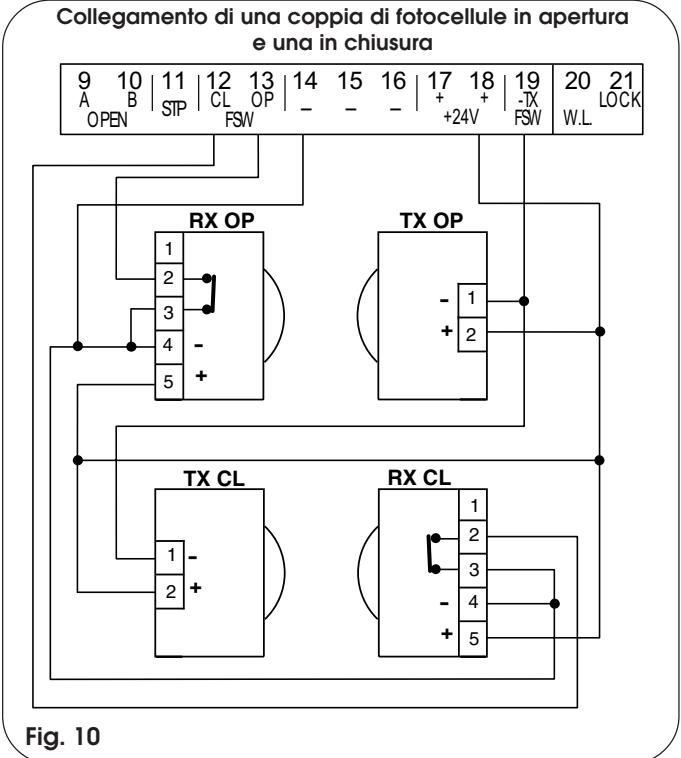 Collegamento di una coppia di fotocellule in apertura
e una in chiusura
9 10 11 12 13 14 15 16 17 18 19 20 21
A B STP CL OP _ _ _ + + -TX LOCK
OPEN FSW +24V FSW W.L.
RX OP TX OP
1
2
3
4 -
5 +
- 1
+ 2
TX CL RX CL
1 -
2 +
1
2
3
- 4
+ 5
Fig. 10